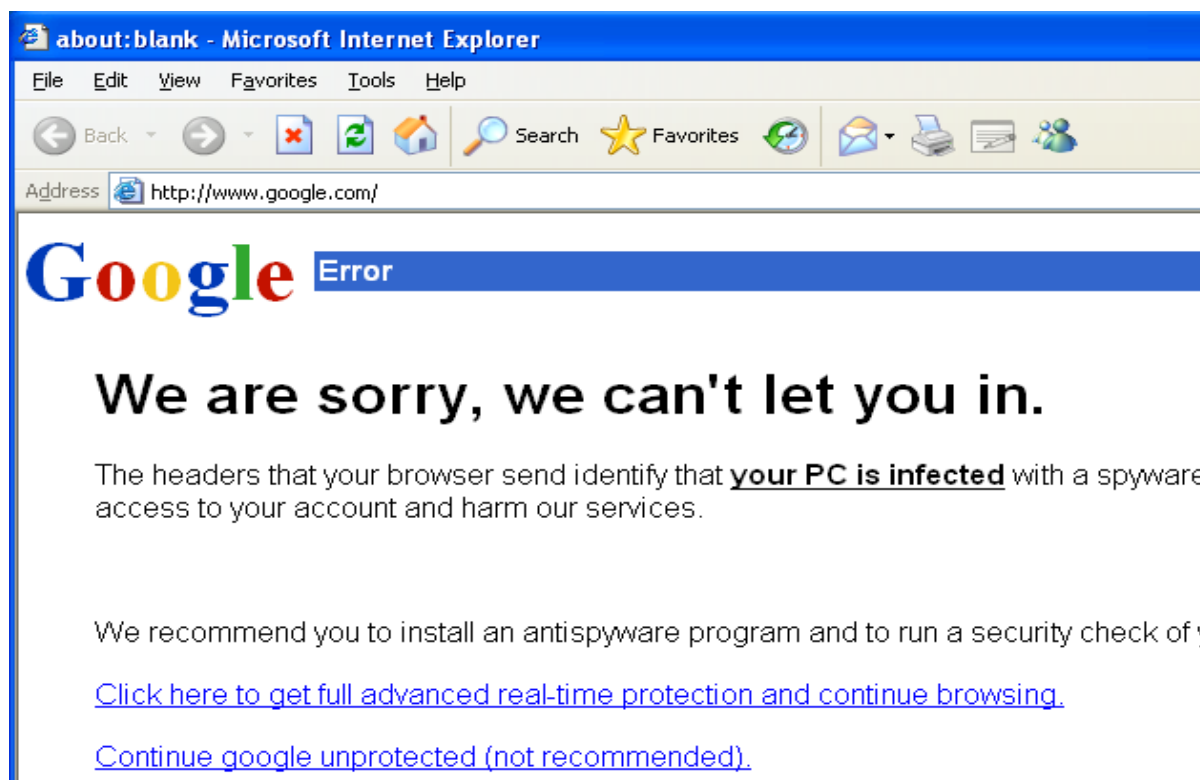 about:blank - Microsoft Internet Explorer
File Edit View Favorites Tools Help
Back Search Favorites
Address http://www.google.com/
Google Error
We are sorry, we can't let you in.
The headers that your browser send identify that your PC is infected with a spyware
access to your account and harm our services.
We recommend you to install an antispyware program and to run a security check of
Click here to get full advanced real-time protection and continue browsing.
Continue google unprotected (not recommended).